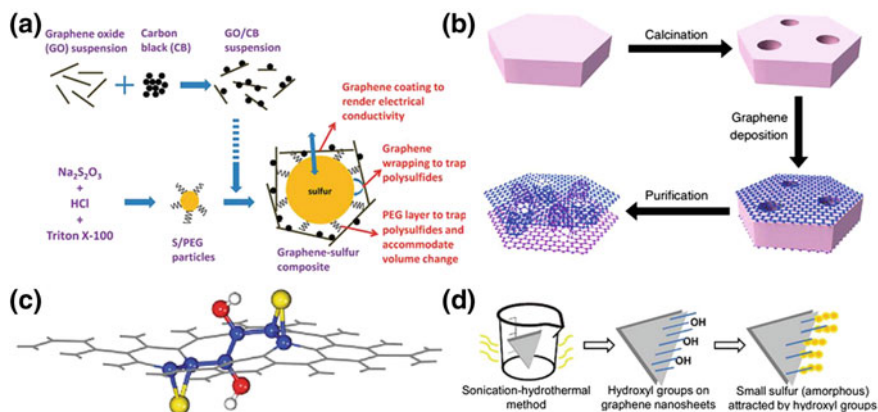 (a)
Graphene oxide
(GO) suspension
Carbon
black (CB)
GO/CB
suspension
Graphene coating to
render electrical
conductivity
Graphene
wrapping to trap
polysulfides
sulfur
Na₂S₂O₃
+
HCl
+
Triton X-100
S/PEG
particles
Graphene-sulfur
composite
PEG layer to trap
polysulfides and
accommodate
volume change
(b)
Calcination
Graphene
deposition
Purification
(c)
(d)
OH
OH
OH
Sonication-hydrothermal
method
Hydroxyl groups on
graphene nanosheets
Small sulfur (amorphous)
attracted by hydroxyl groups